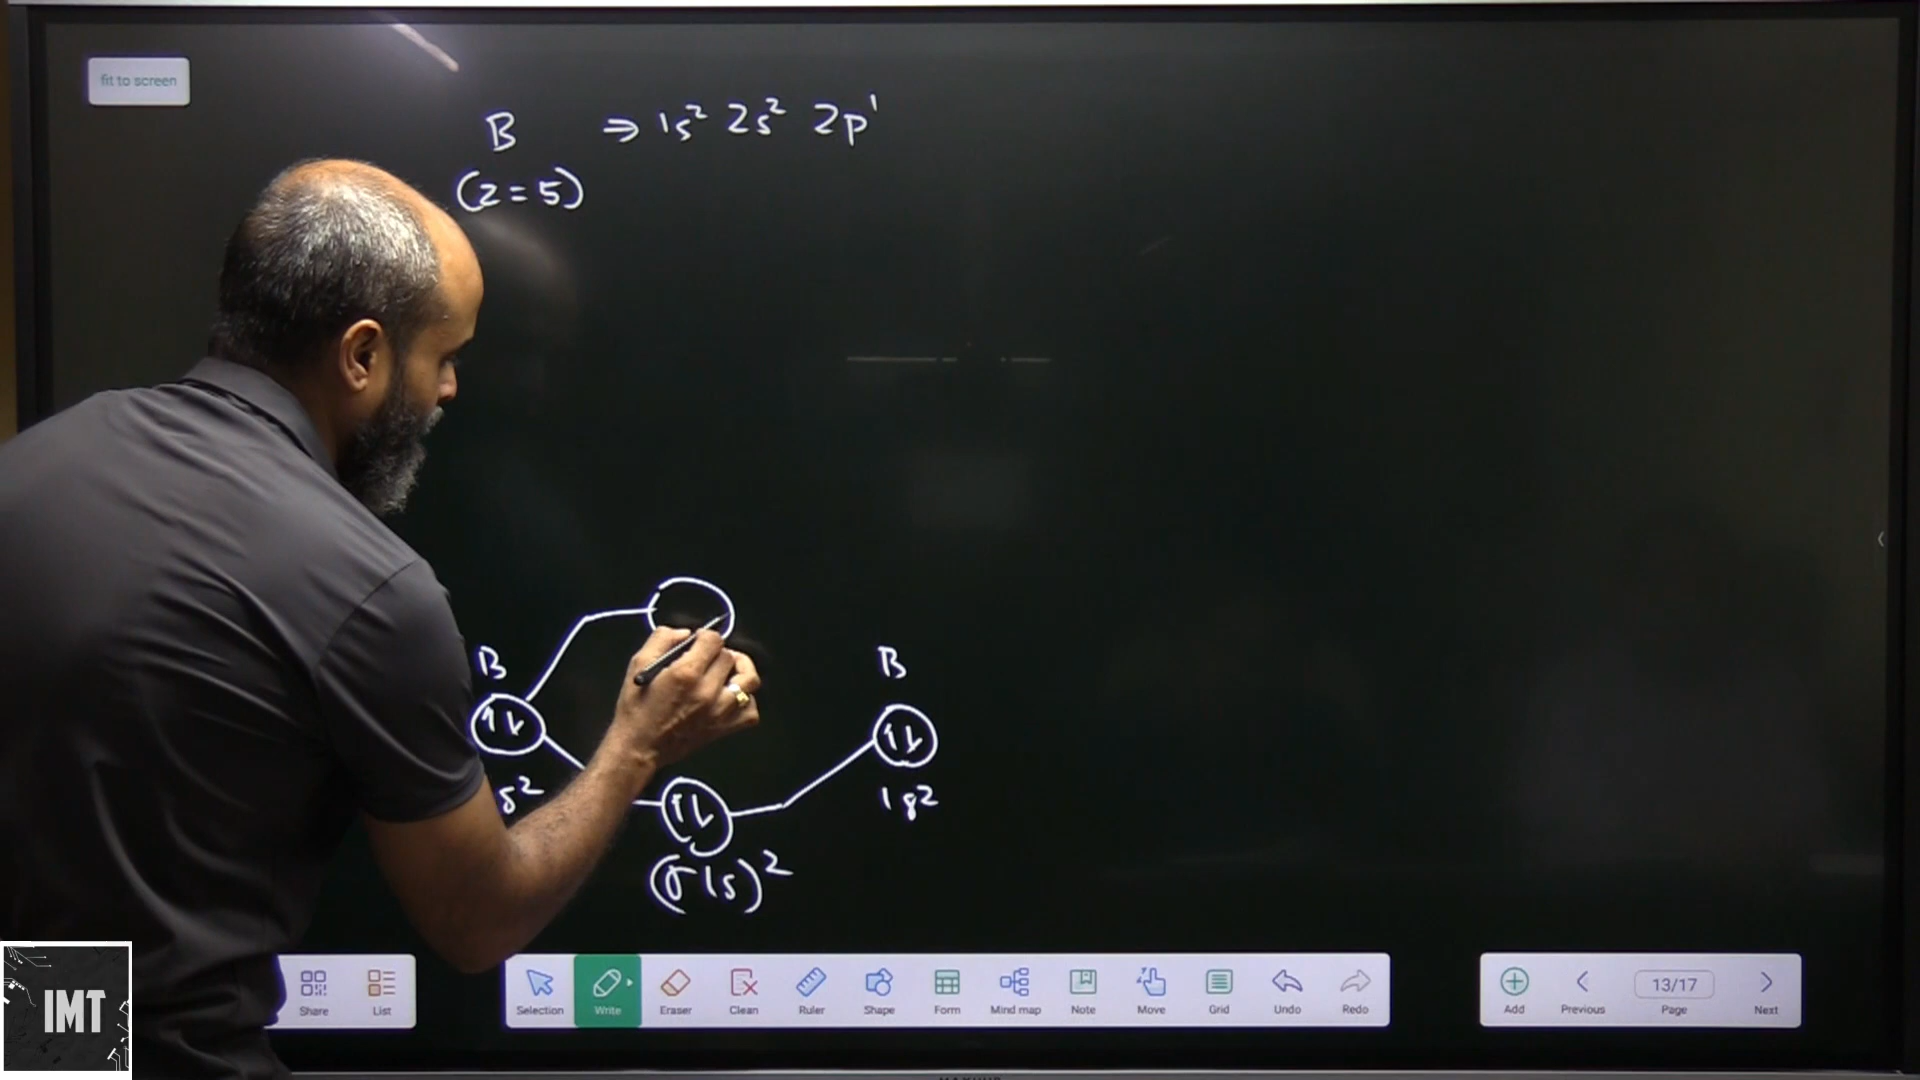 fit to screen
B ⇒ 1s² 2s² 2p¹
(Z=5)
B B
↑↓ ↑↓
s² 1s²
↑↓
(σ1s)²
IMT
Share List Selection Write Eraser Clean Ruler Shape Form Mind map Note Move Grid Undo Redo Add Previous 13/17 Page Next